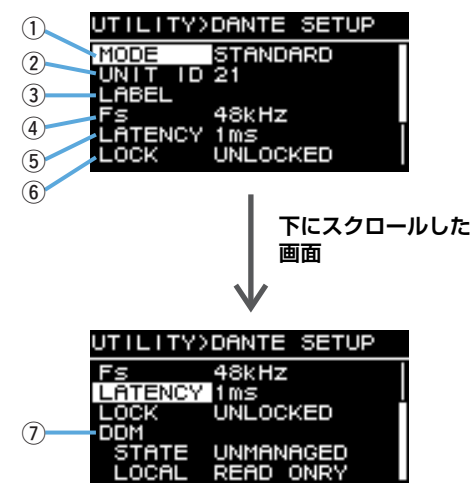 UTILITY>DANTE SETUP
① MODE STANDARD
② UNIT ID 21
③ LABEL
④ Fs 48kHz
⑤ LATENCY 1ms
⑥ LOCK UNLOCKED
下にスクロールした
画面
UTILITY>DANTE SETUP
Fs 48kHz
LATENCY 1ms
LOCK UNLOCKED
⑦ DDM
STATE UNMANAGED
LOCAL READ ONRY